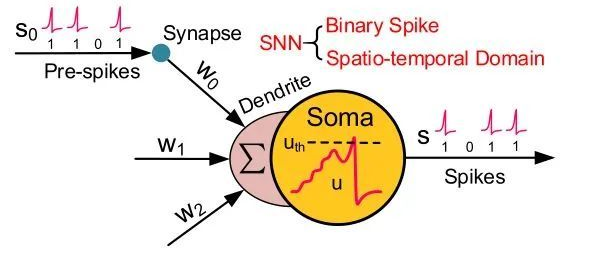 s0
1 1 0 1
Pre-spikes
Synapse
SNN
Binary Spike
Spatio-temporal Domain
w0
Dendrite
w1
w2
Σ
Soma
uth
u
s
1 0 1 1
Spikes